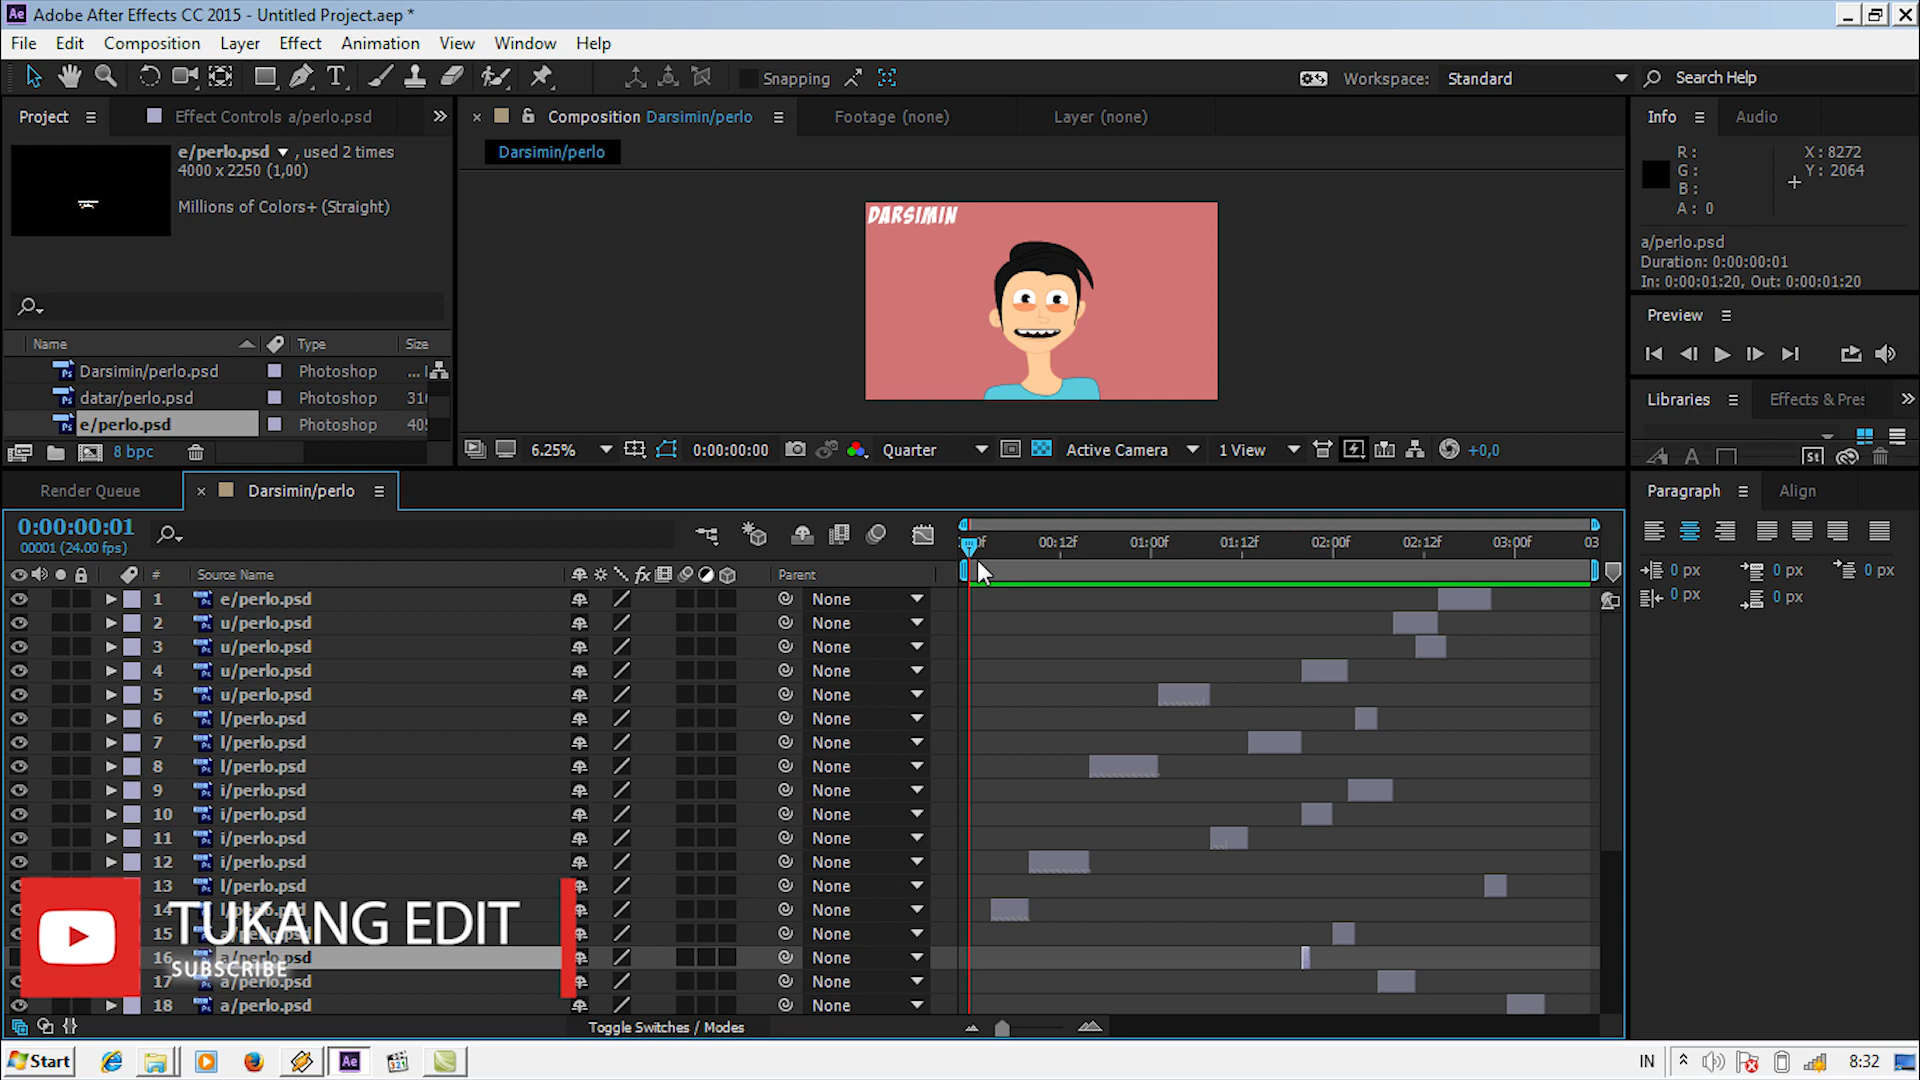 Adobe After Effects CC 2015 - Untitled Project.aep *
File Edit Composition Layer Effect Animation View Window Help
Snapping
Workspace: Standard
Search Help
Project
Effect Controls a/perlo.psd
e/perlo.psd , used 2 times
4000 x 2250 (1,00)
Millions of Colors+ (Straight)
Name Type Size
Darsimin/perlo.psd Photoshop ...
datar/perlo.psd Photoshop
e/perlo.psd Photoshop
8 bpc
Composition Darsimin/perlo
Footage (none)
Layer (none)
Darsimin/perlo
DARSIMIN
6.25% 0:00:00:00 Quarter Active Camera 1 View +0,0
Info Audio
R: X: 8272
G: Y: 2064
B:
A: 0
a/perlo.psd
Duration: 0:00:00:01
In: 0:00:01:20, Out: 0:00:01:20
Preview
Libraries Effects & Pres
St
Paragraph Align
0 px 0 px 0 px
0 px 0 px
Render Queue
Darsimin/perlo
0:00:00:01
00001 (24.00 fps)
00:12f 01:00f 01:12f 02:00f 02:12f 03:00f 03
# Source Name fx Parent
1 e/perlo.psd None
2 u/perlo.psd None
3 u/perlo.psd None
4 u/perlo.psd None
5 u/perlo.psd None
6 l/perlo.psd None
7 l/perlo.psd None
8 l/perlo.psd None
9 i/perlo.psd None
10 i/perlo.psd None
11 i/perlo.psd None
12 i/perlo.psd None
13 l/perlo.psd None
14 l/perlo.psd None
15 a/perlo.psd None
16 a/perlo.psd None
17 a/perlo.psd None
18 a/perlo.psd None
TUKANG EDIT
SUBSCRIBE
Toggle Switches / Modes
Start
Ae
IN 8:32